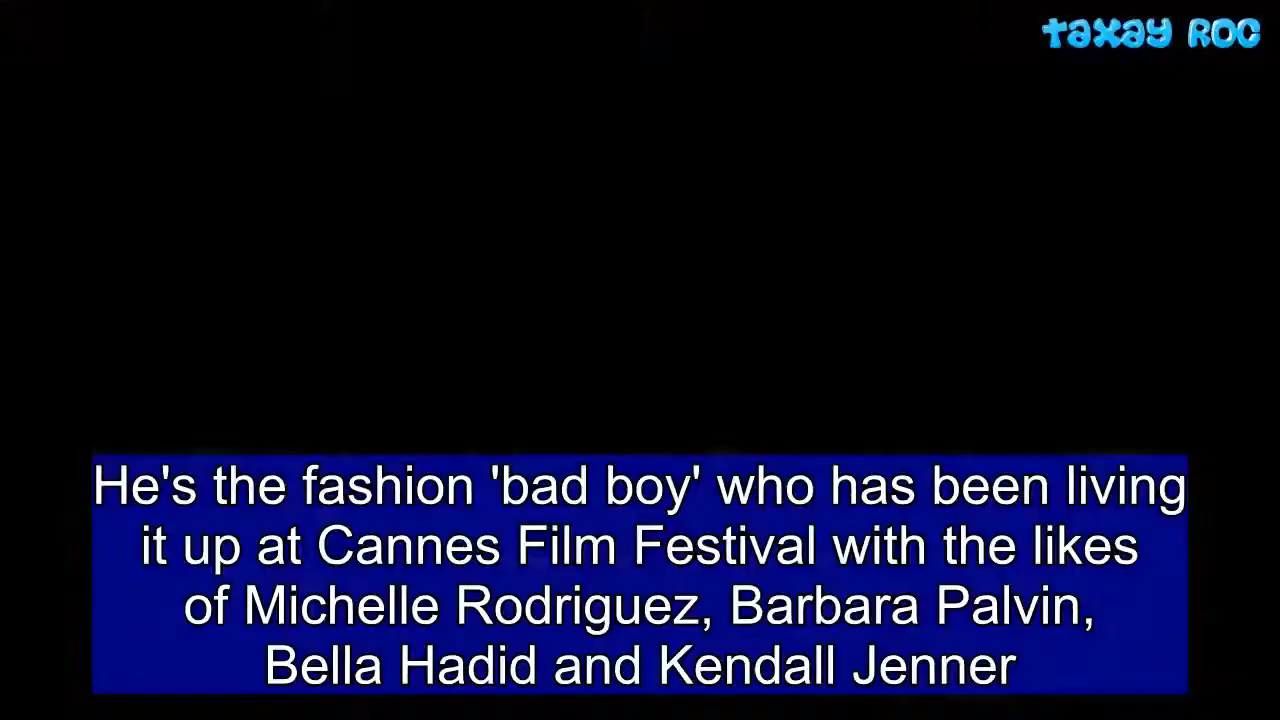 TAXAY ROC
He's the fashion 'bad boy' who has been living
it up at Cannes Film Festival with the likes
of Michelle Rodriguez, Barbara Palvin,
Bella Hadid and Kendall Jenner